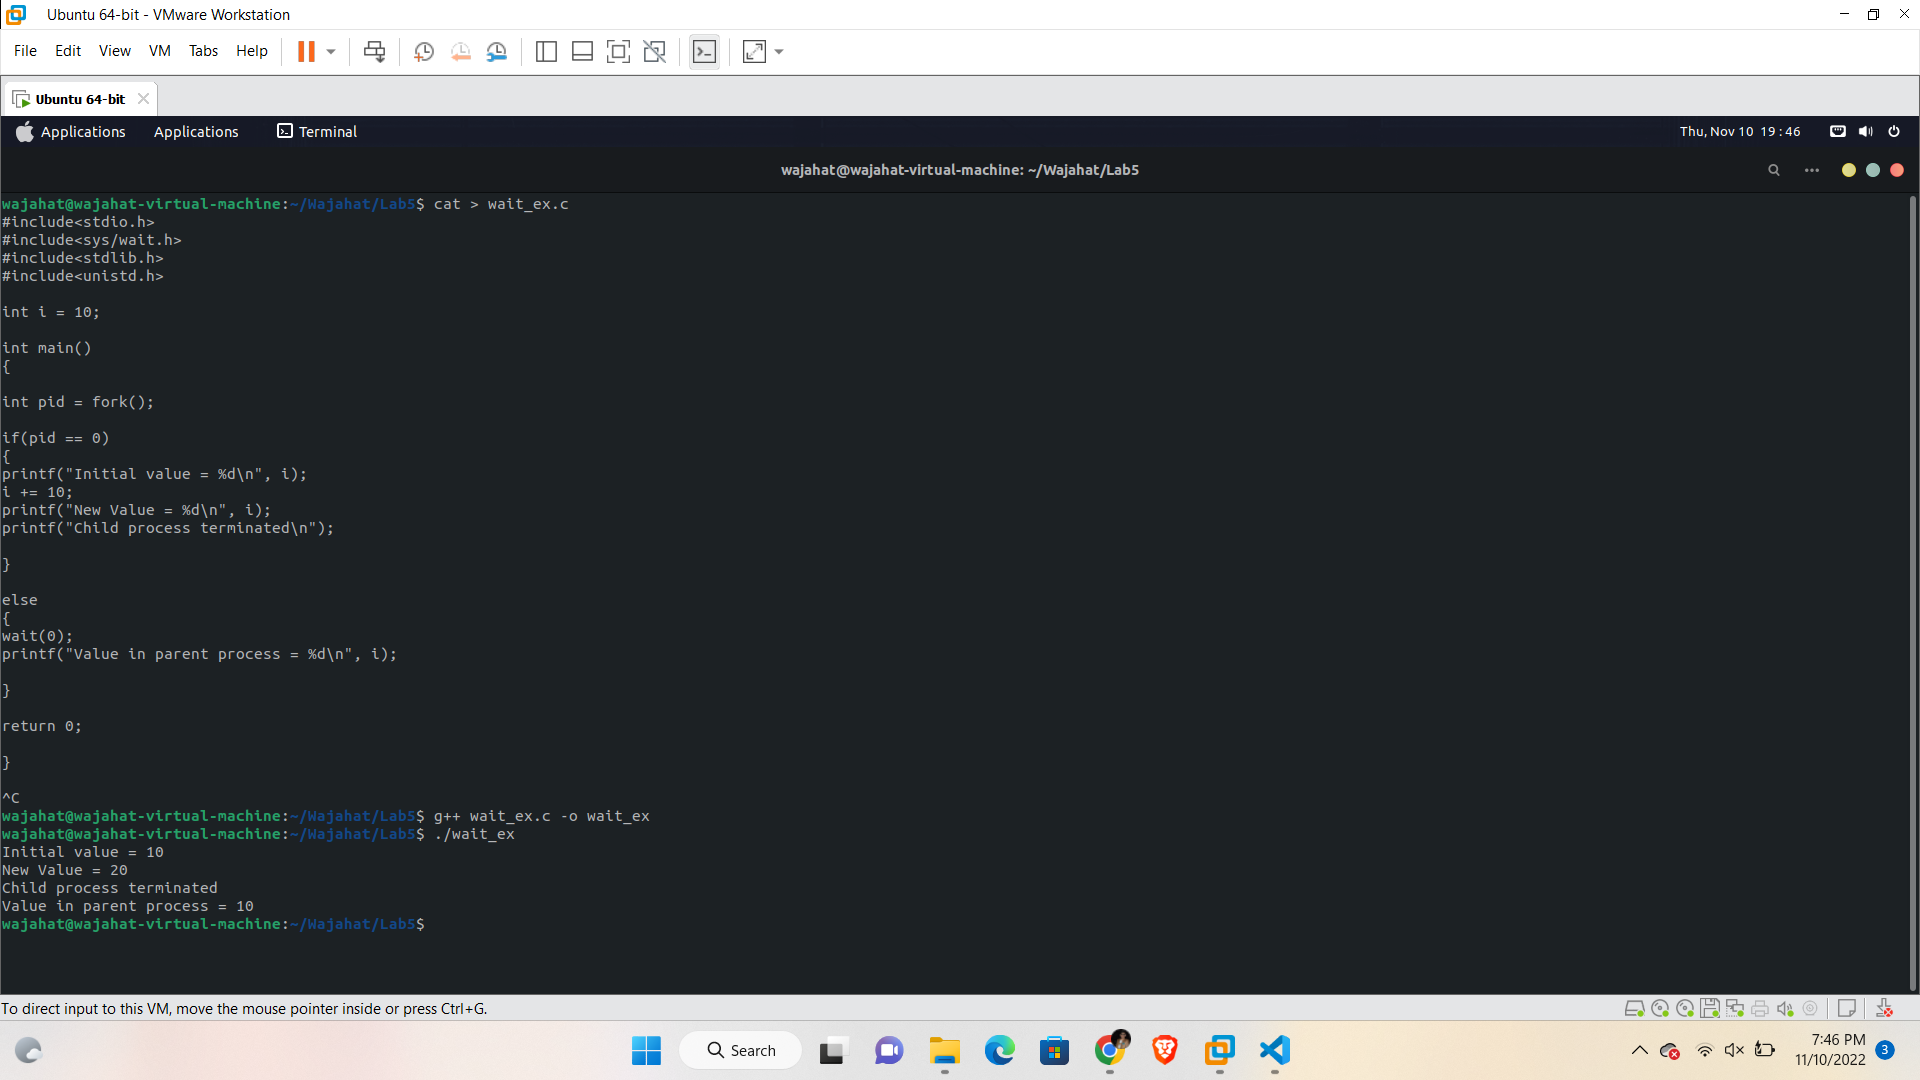 Ubuntu 64-bit - VMware Workstation
File Edit View VM Tabs Help
Ubuntu 64-bit
Applications Applications Terminal Thu, Nov 10 19 : 46
wajahat@wajahat-virtual-machine: ~/Wajahat/Lab5
wajahat@wajahat-virtual-machine:~/Wajahat/Lab5$ cat > wait_ex.c
#include<stdio.h>
#include<sys/wait.h>
#include<stdlib.h>
#include<unistd.h>
int i = 10;
int main()
{
int pid = fork();
if(pid == 0)
{
printf("Initial value = %d\n", i);
i += 10;
printf("New Value = %d\n", i);
printf("Child process terminated\n");
}
else
{
wait(0);
printf("Value in parent process = %d\n", i);
}
return 0;
}
^C
wajahat@wajahat-virtual-machine:~/Wajahat/Lab5$ g++ wait_ex.c -o wait_ex
wajahat@wajahat-virtual-machine:~/Wajahat/Lab5$ ./wait_ex
Initial value = 10
New Value = 20
Child process terminated
Value in parent process = 10
wajahat@wajahat-virtual-machine:~/Wajahat/Lab5$
To direct input to this VM, move the mouse pointer inside or press Ctrl+G.
Search
7:46 PM
11/10/2022
3